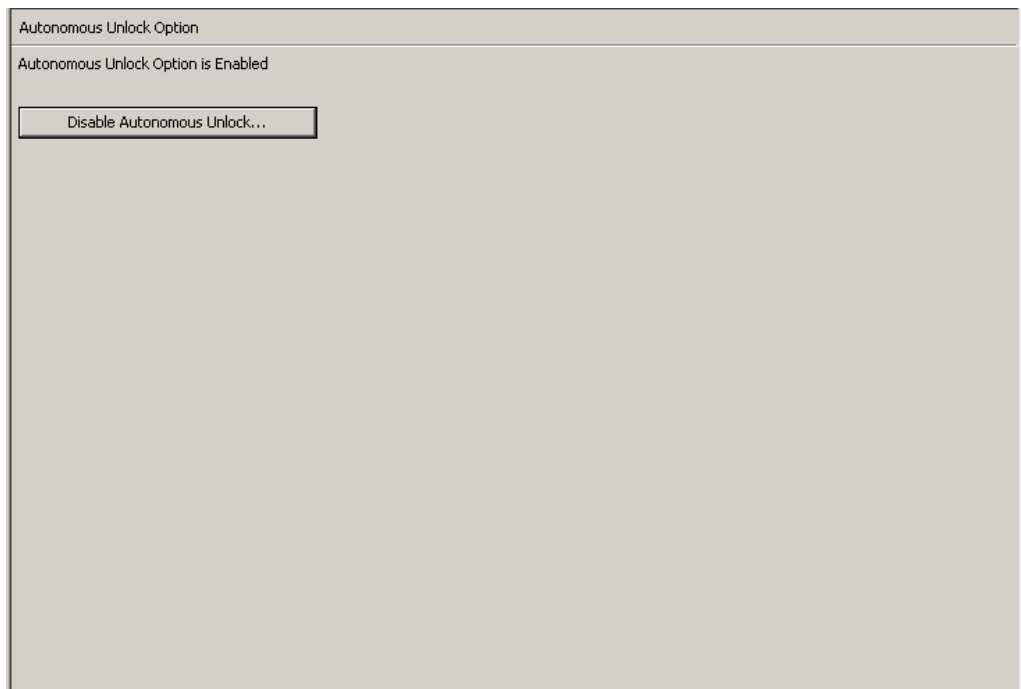 Autonomous Unlock Option
Autonomous Unlock Option is Enabled
Disable Autonomous Unlock...